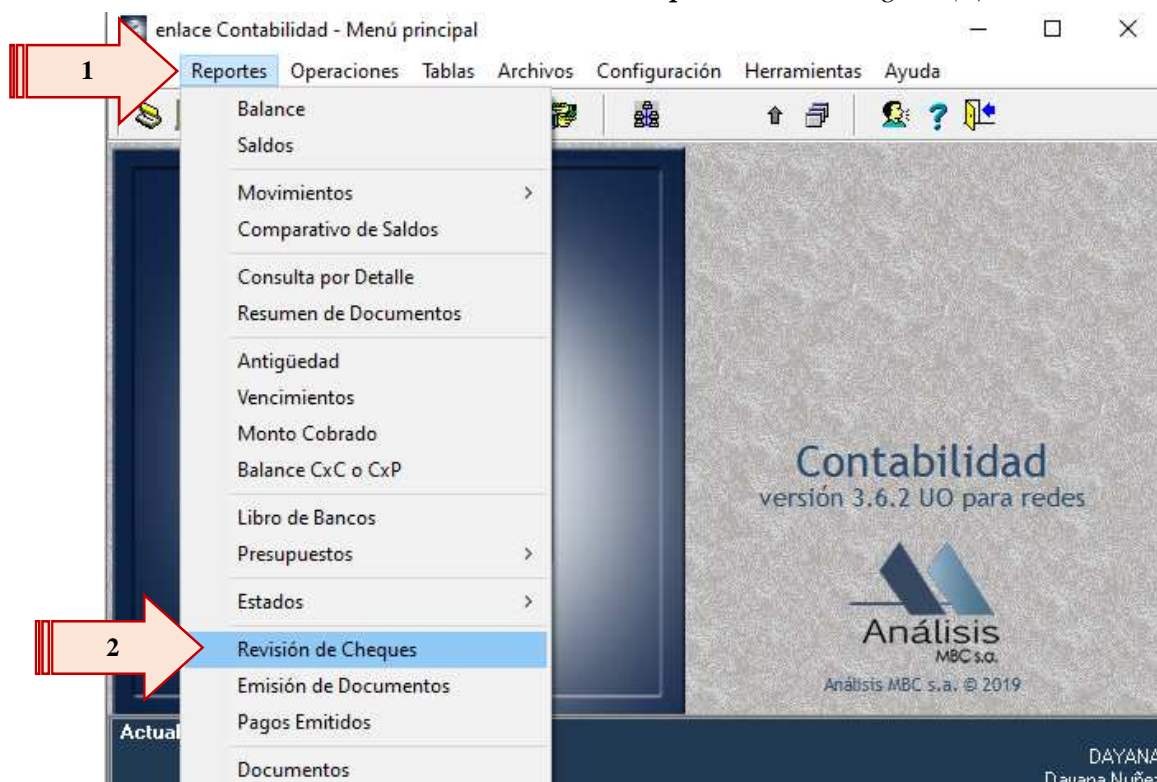 enlace Contabilidad - Menú principal
1
Reportes Operaciones Tablas Archivos Configuración Herramientas Ayuda
Balance
Saldos
Movimientos
Comparativo de Saldos
Consulta por Detalle
Resumen de Documentos
Antigüedad
Vencimientos
Monto Cobrado
Balance CxC o CxP
Libro de Bancos
Presupuestos
Estados
2
Revisión de Cheques
Emisión de Documentos
Pagos Emitidos
Documentos
Contabilidad
versión 3.6.2 UO para redes
Análisis
MBC s.a.
Análisis MBC s.a. © 2019
Actual
DAYANA